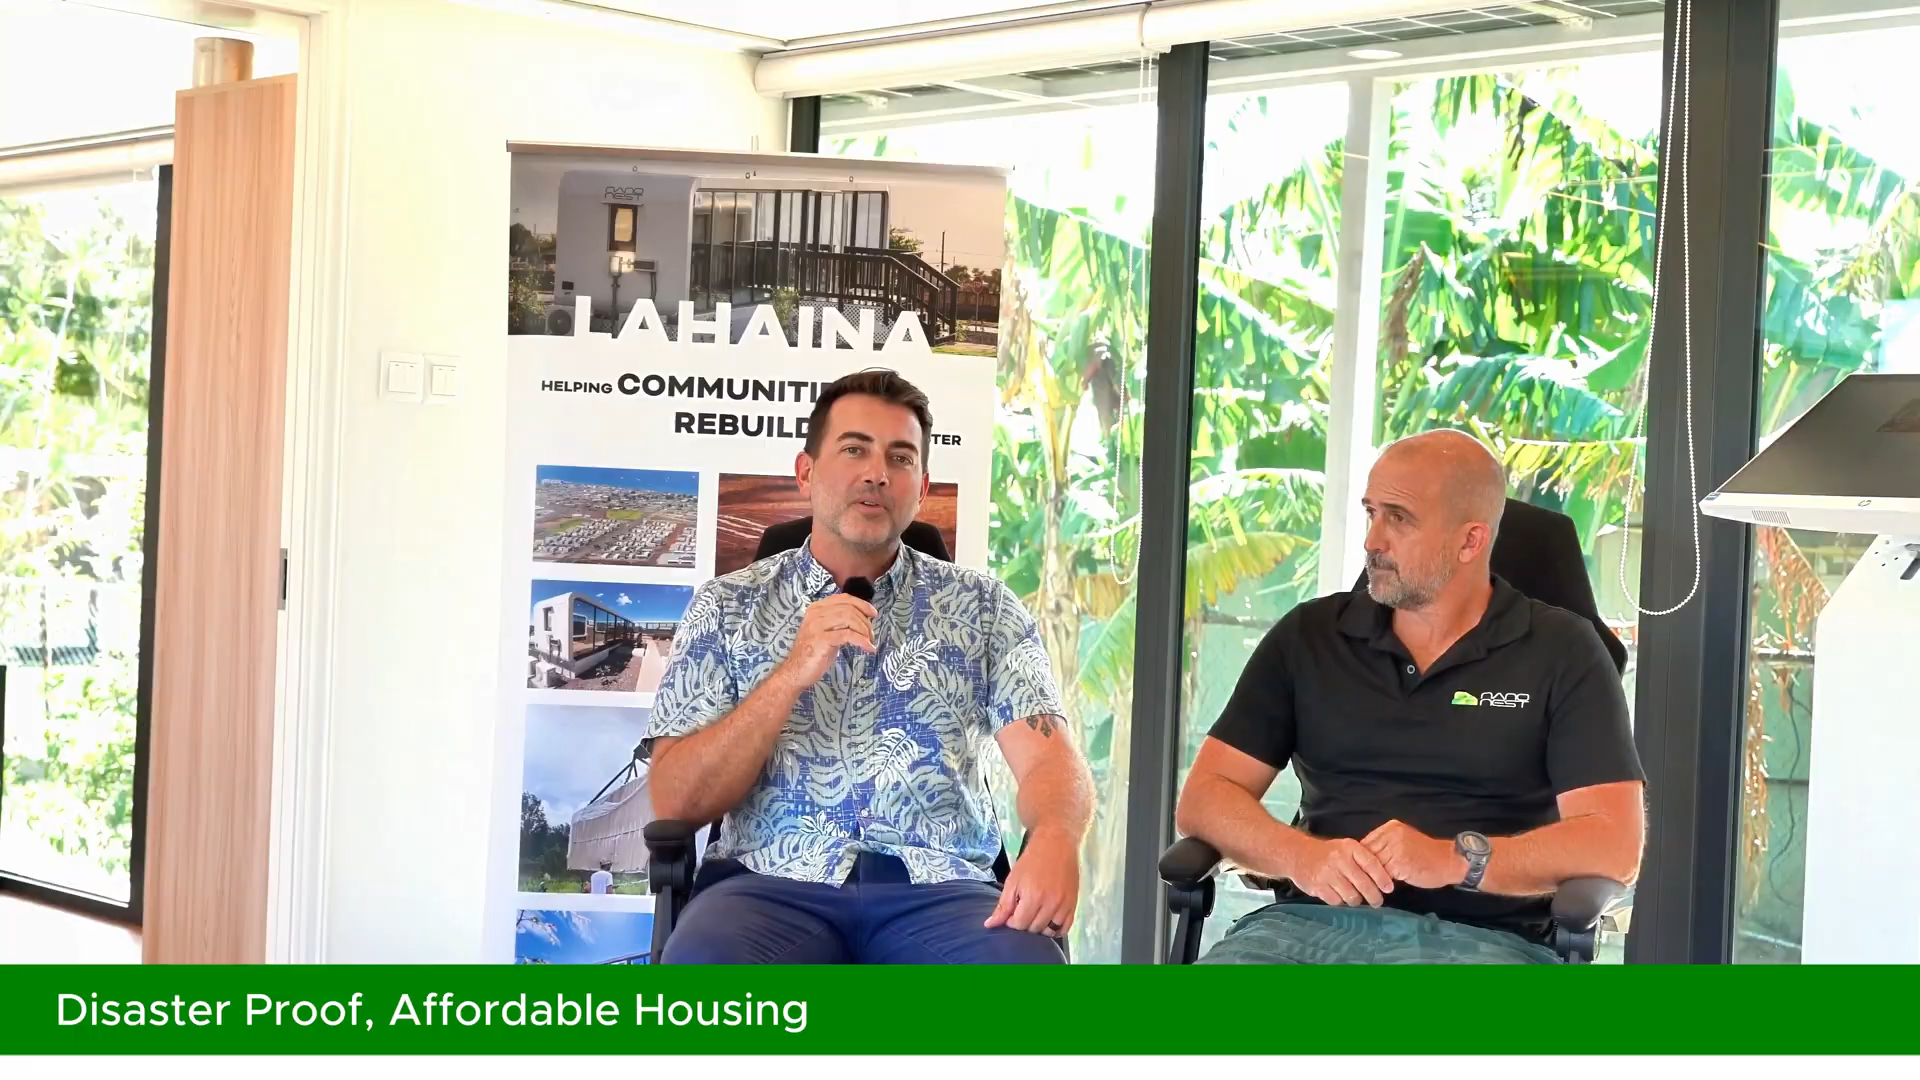 NANO
NEST
LAHAINA
HELPING COMMUNITI
REBUILD TER
NANO
NEST
Disaster Proof, Affordable Housing